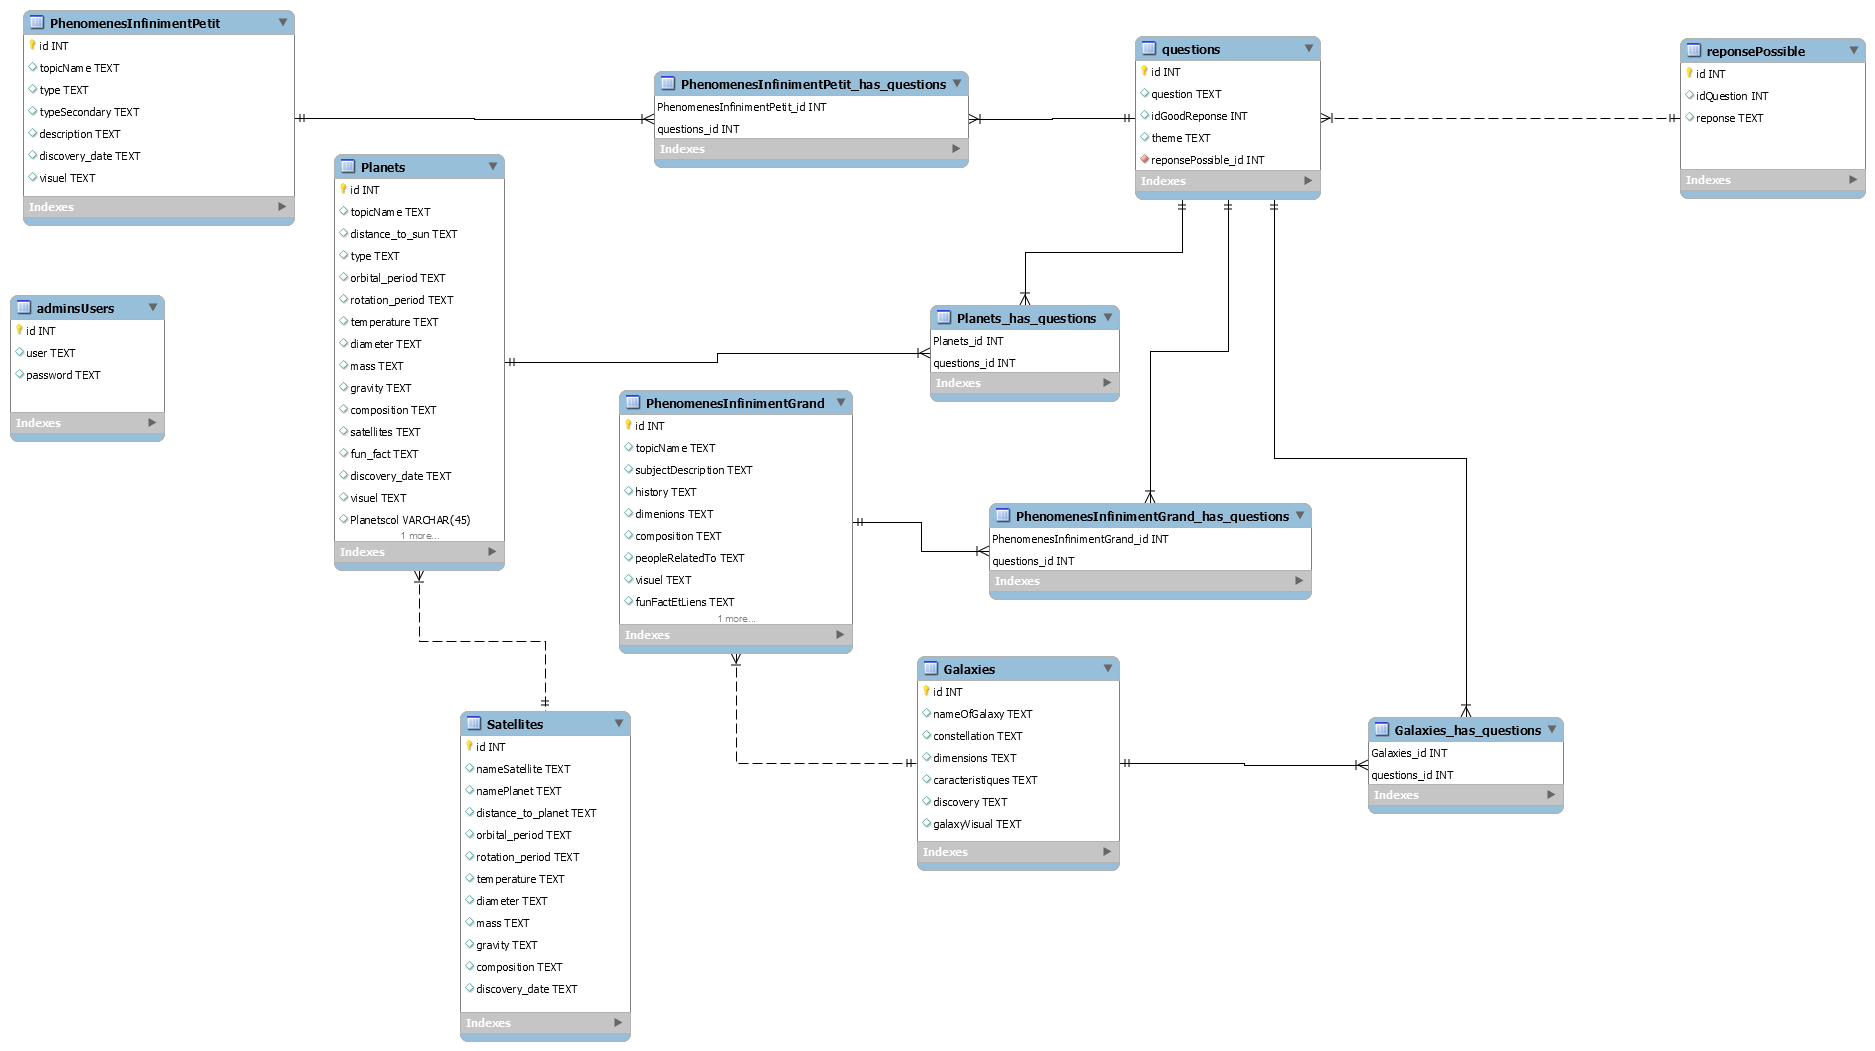 PhenomenesInfinimentPetit
id INT
topicName TEXT
type TEXT
typeSecondary TEXT
description TEXT
discovery_date TEXT
visuel TEXT
Indexes
PhenomenesInfinimentPetit_has_questions
PhenomenesInfinimentPetit_id INT
questions_id INT
Indexes
questions
id INT
question TEXT
idGoodReponse INT
theme TEXT
reponsePossible_id INT
Indexes
reponsePossible
id INT
idQuestion INT
reponse TEXT
Indexes
Planets
id INT
topicName TEXT
distance_to_sun TEXT
type TEXT
orbital_period TEXT
rotation_period TEXT
temperature TEXT
diameter TEXT
mass TEXT
gravity TEXT
composition TEXT
satellites TEXT
fun_fact TEXT
discovery_date TEXT
visuel TEXT
Planetscol VARCHAR(45)
1 more...
Indexes
adminsUsers
id INT
user TEXT
password TEXT
Indexes
Planets_has_questions
Planets_id INT
questions_id INT
Indexes
PhenomenesInfinimentGrand
id INT
topicName TEXT
subjectDescription TEXT
history TEXT
dimenions TEXT
composition TEXT
peopleRelatedTo TEXT
visuel TEXT
funFactEtLiens TEXT
1 more...
Indexes
PhenomenesInfinimentGrand_has_questions
PhenomenesInfinimentGrand_id INT
questions_id INT
Indexes
Galaxies
id INT
nameOfGalaxy TEXT
constellation TEXT
dimensions TEXT
caracteristiques TEXT
discovery TEXT
galaxyVisual TEXT
Indexes
Galaxies_has_questions
Galaxies_id INT
questions_id INT
Indexes
Satellites
id INT
nameSatellite TEXT
namePlanet TEXT
distance_to_planet TEXT
orbital_period TEXT
rotation_period TEXT
temperature TEXT
diameter TEXT
mass TEXT
gravity TEXT
composition TEXT
discovery_date TEXT
Indexes